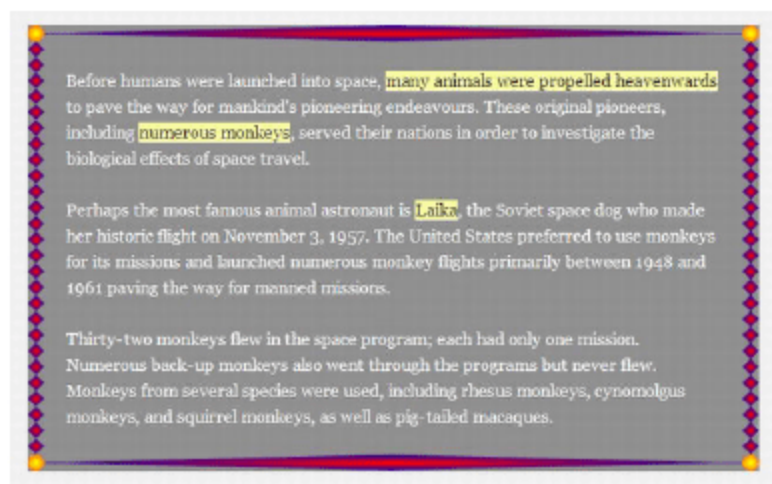 Before humans were launched into space, many animals were propelled heavenwards
to pave the way for mankind's pioneering endeavours. These original pioneers,
including numerous monkeys, served their nations in order to investigate the
biological effects of space travel.
Perhaps the most famous animal astronaut is Laika, the Soviet space dog who made
her historic flight on November 3, 1957. The United States preferred to use monkeys
for its missions and launched numerous monkey flights primarily between 1948 and
1961 paving the way for manned missions.
Thirty-two monkeys flew in the space program; each had only one mission.
Numerous back-up monkeys also went through the programs but never flew.
Monkeys from several species were used, including rhesus monkeys, cynomolgus
monkeys, and squirrel monkeys, as well as pig-tailed macaques.